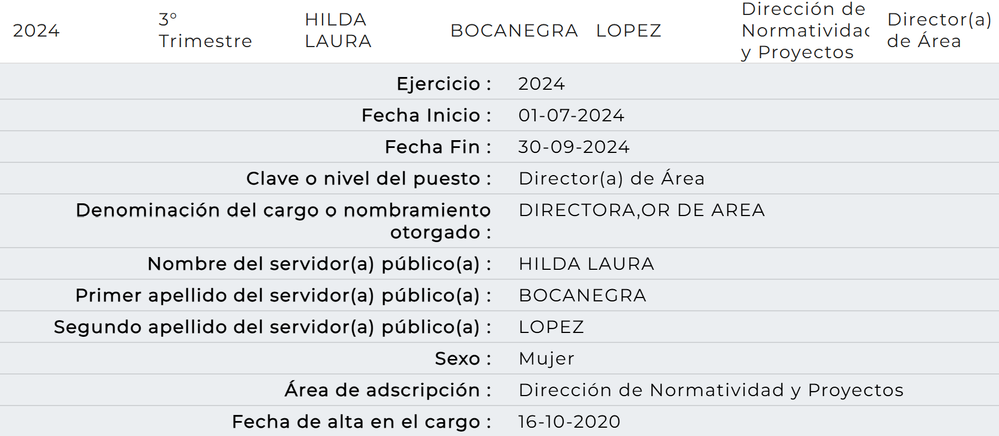 2024 3° Trimestre HILDA LAURA BOCANEGRA LOPEZ Dirección de Normatividad y Proyectos Director(a) de Área
Ejercicio : 2024
Fecha Inicio : 01-07-2024
Fecha Fin : 30-09-2024
Clave o nivel del puesto : Director(a) de Área
Denominación del cargo o nombramiento otorgado : DIRECTORA,OR DE AREA
Nombre del servidor(a) público(a) : HILDA LAURA
Primer apellido del servidor(a) público(a) : BOCANEGRA
Segundo apellido del servidor(a) público(a) : LOPEZ
Sexo : Mujer
Área de adscripción : Dirección de Normatividad y Proyectos
Fecha de alta en el cargo : 16-10-2020